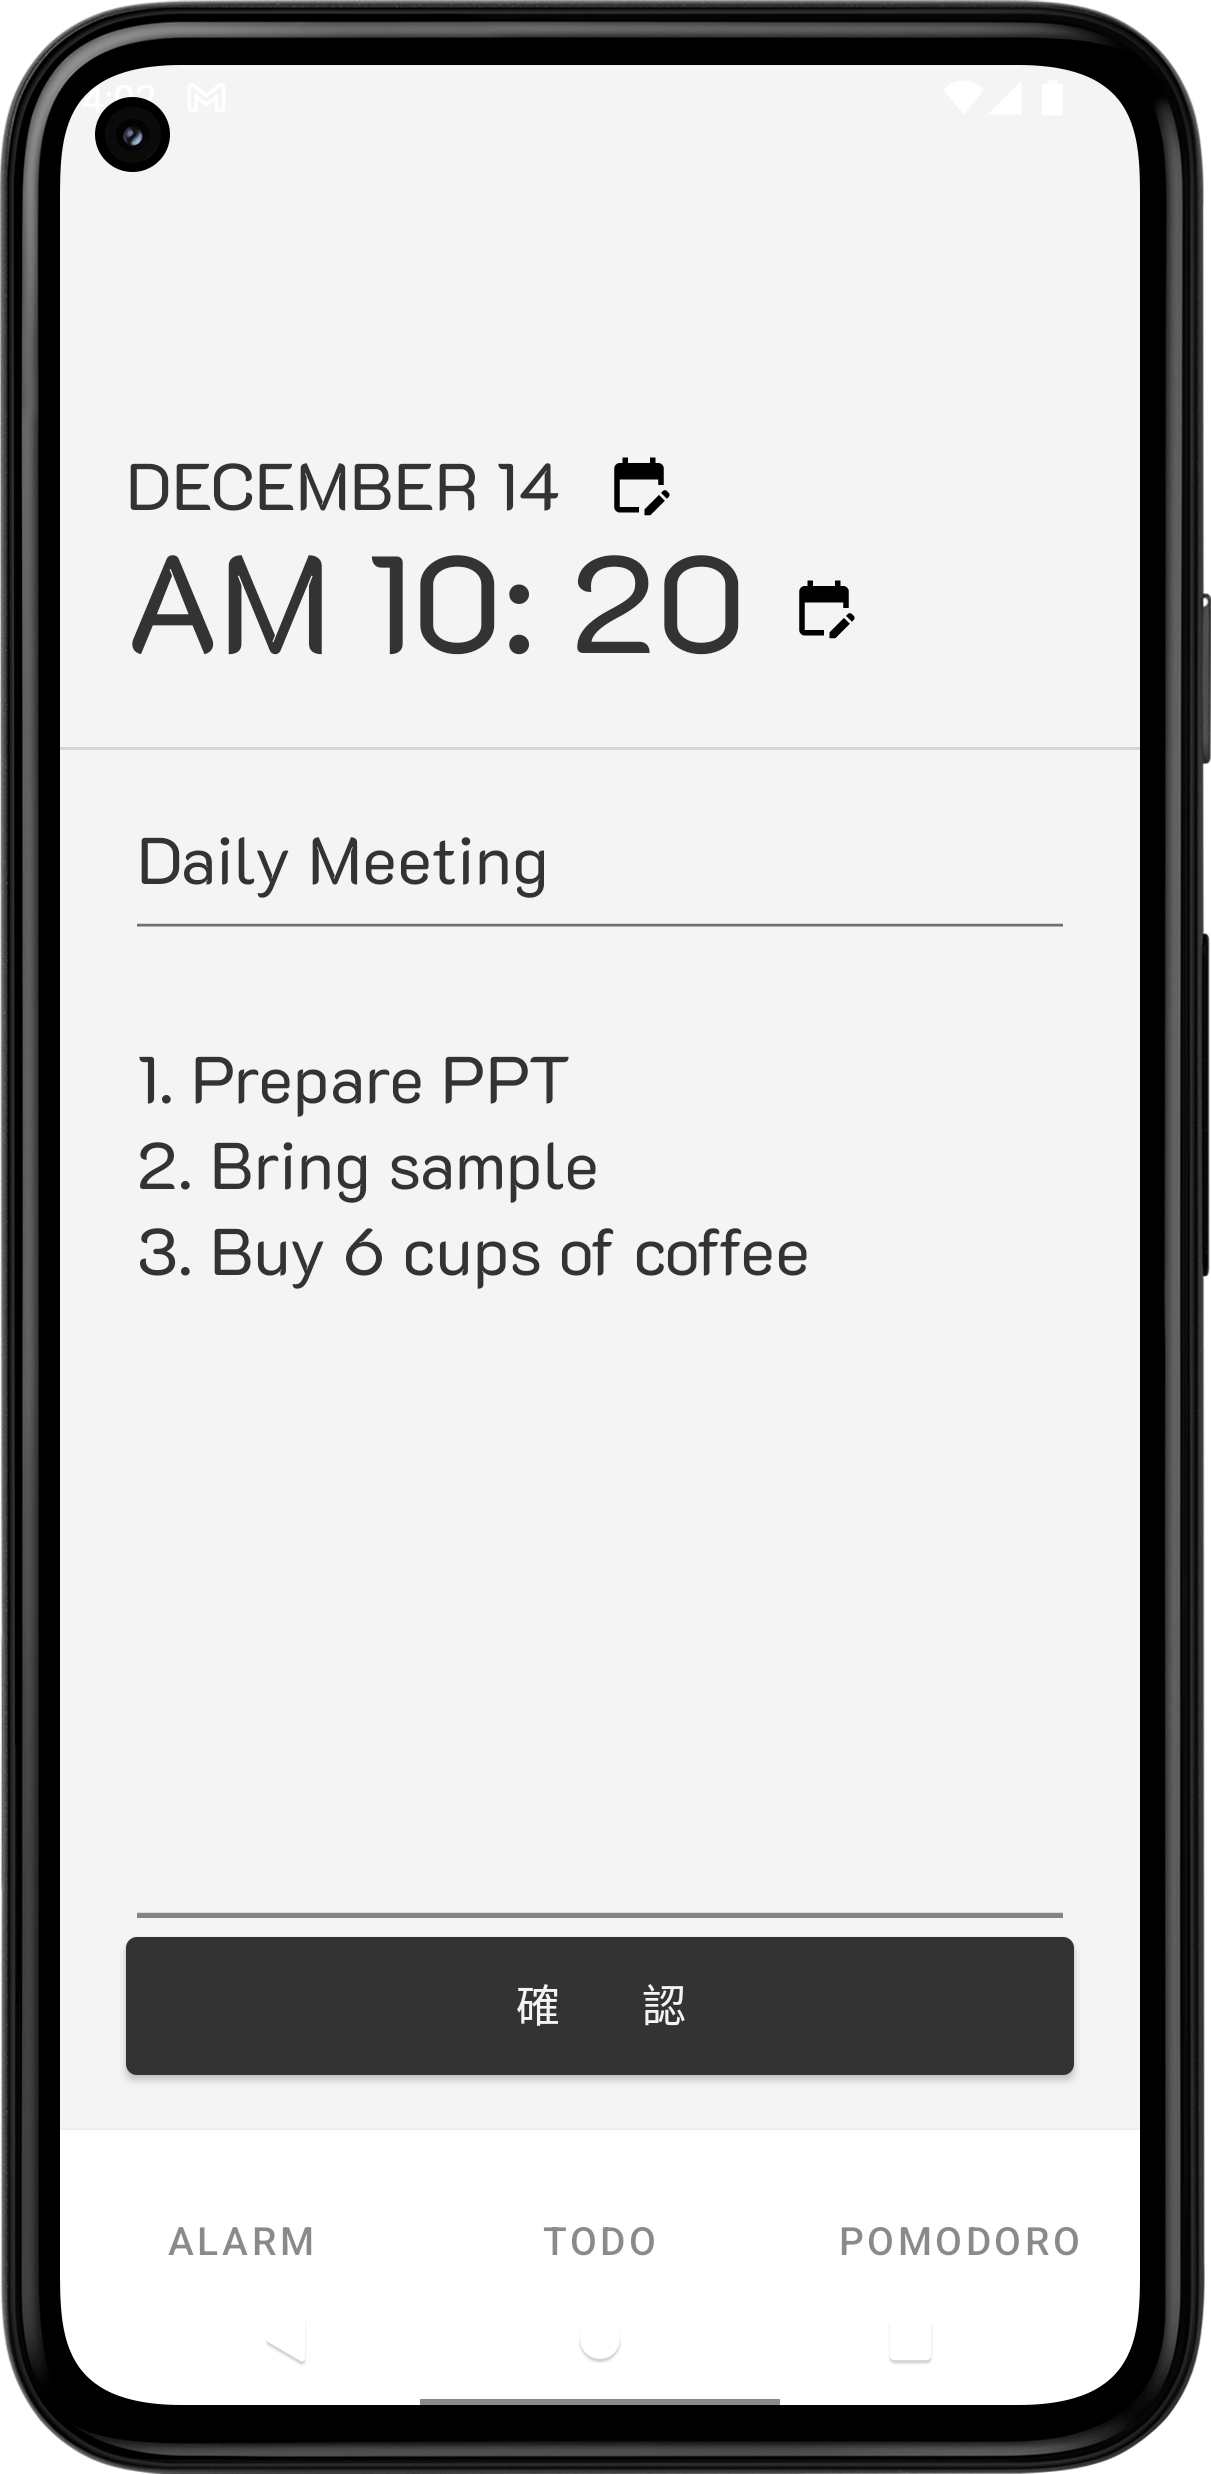 DECEMBER 14
AM 10: 20
Daily Meeting
1. Prepare PPT
2. Bring sample
3. Buy 6 cups of coffee
確 認
ALARM TODO POMODORO